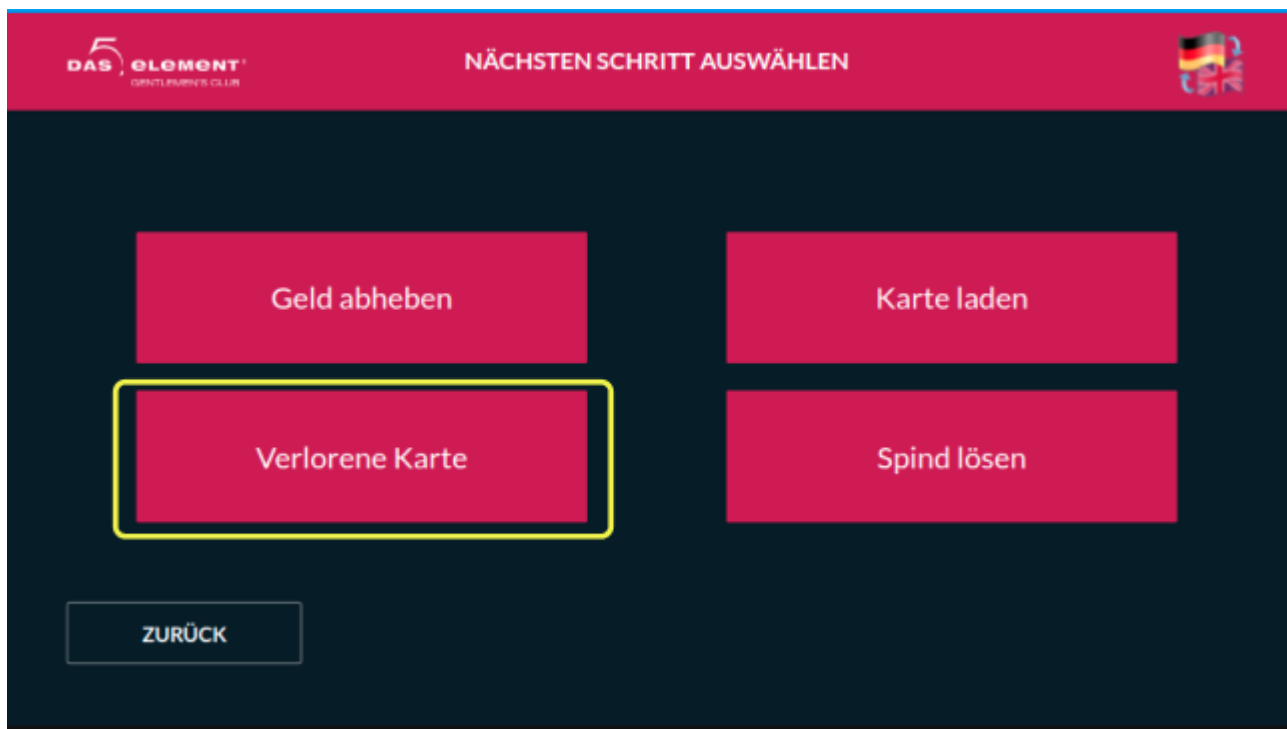 DAS 5 eLement
GENTLEMEN'S CLUB
NÄCHSTEN SCHRITT AUSWÄHLEN
Geld abheben
Karte laden
Verlorene Karte
Spind lösen
ZURÜCK